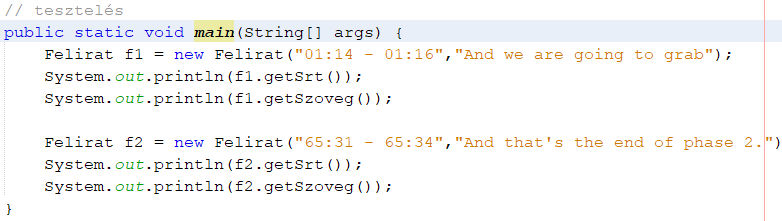 // tesztelés
public static void main(String[] args) {
    Felirat f1 = new Felirat("01:14 - 01:16","And we are going to grab");
    System.out.println(f1.getSrt());
    System.out.println(f1.getSzoveg());

    Felirat f2 = new Felirat("65:31 - 65:34","And that's the end of phase 2.")
    System.out.println(f2.getSrt());
    System.out.println(f2.getSzoveg());
}